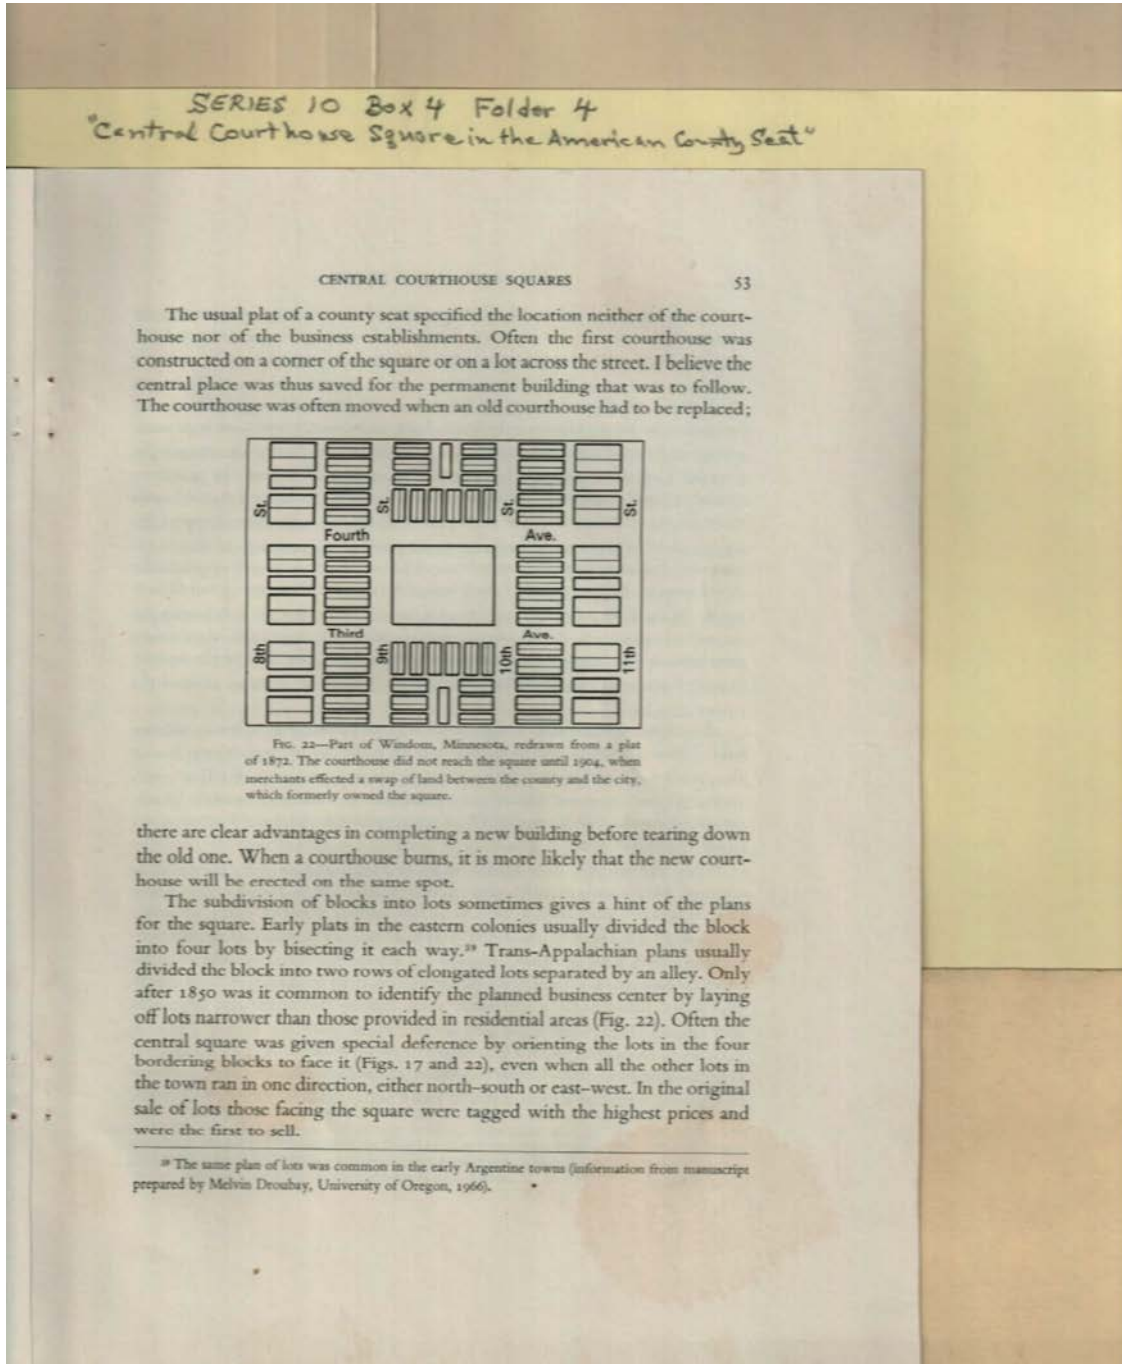 SERIES 10 Box 4 Folder 4
"Central Courthouse Square in the American County Seat"
CENTRAL COURTHOUSE SQUARES 53
The usual plat of a county seat specified the location neither of the court-
house nor of the business establishments. Often the first courthouse was
constructed on a corner of the square or on a lot across the street. I believe the
central place was thus saved for the permanent building that was to follow.
The courthouse was often moved when an old courthouse had to be replaced;
St. St. St. St.
Fourth Ave.
Third Ave.
8th 9th 10th 11th
FIG. 22—Part of Windom, Minnesota, redrawn from a plat
of 1872. The courthouse did not reach the square until 1904, when
merchants effected a swap of land between the county and the city,
which formerly owned the square.
there are clear advantages in completing a new building before tearing down
the old one. When a courthouse burns, it is more likely that the new court-
house will be erected on the same spot.
The subdivision of blocks into lots sometimes gives a hint of the plans
for the square. Early plats in the eastern colonies usually divided the block
into four lots by bisecting it each way.²⁹ Trans-Appalachian plans usually
divided the block into two rows of elongated lots separated by an alley. Only
after 1850 was it common to identify the planned business center by laying
off lots narrower than those provided in residential areas (Fig. 22). Often the
central square was given special deference by orienting the lots in the four
bordering blocks to face it (Figs. 17 and 22), even when all the other lots in
the town ran in one direction, either north–south or east–west. In the original
sale of lots those facing the square were tagged with the highest prices and
were the first to sell.
²⁹ The same plan of lots was common in the early Argentine towns (information from manuscript
prepared by Melvin Droubay, University of Oregon, 1966).